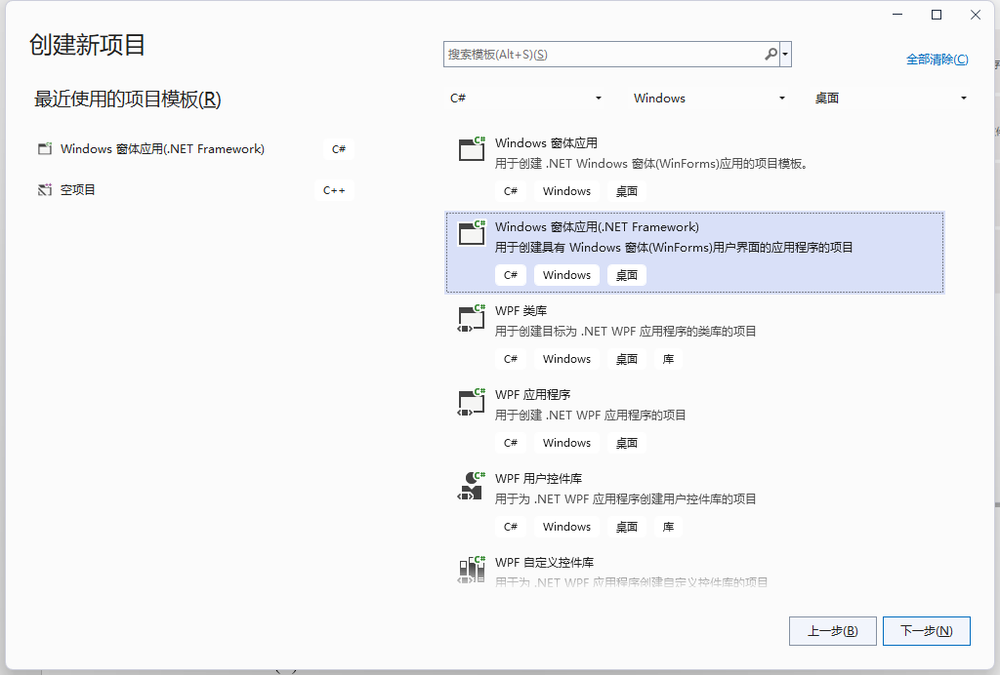 创建新项目
最近使用的项目模板(R)
Windows 窗体应用(.NET Framework) C#
空项目 C++
搜索模板(Alt+S)(S)
全部清除(C)
C# Windows 桌面
Windows 窗体应用
用于创建 .NET Windows 窗体(WinForms)应用的项目模板。
C# Windows 桌面
Windows 窗体应用(.NET Framework)
用于创建具有 Windows 窗体(WinForms)用户界面的应用程序的项目
C# Windows 桌面
WPF 类库
用于创建目标为 .NET WPF 应用程序的类库的项目
C# Windows 桌面 库
WPF 应用程序
用于创建 .NET WPF 应用程序的项目
C# Windows 桌面
WPF 用户控件库
用于为 .NET WPF 应用程序创建用户控件库的项目
C# Windows 桌面 库
WPF 自定义控件库
用于为 .NET WPF 应用程序创建自定义控件库的项目
上一步(B) 下一步(N)